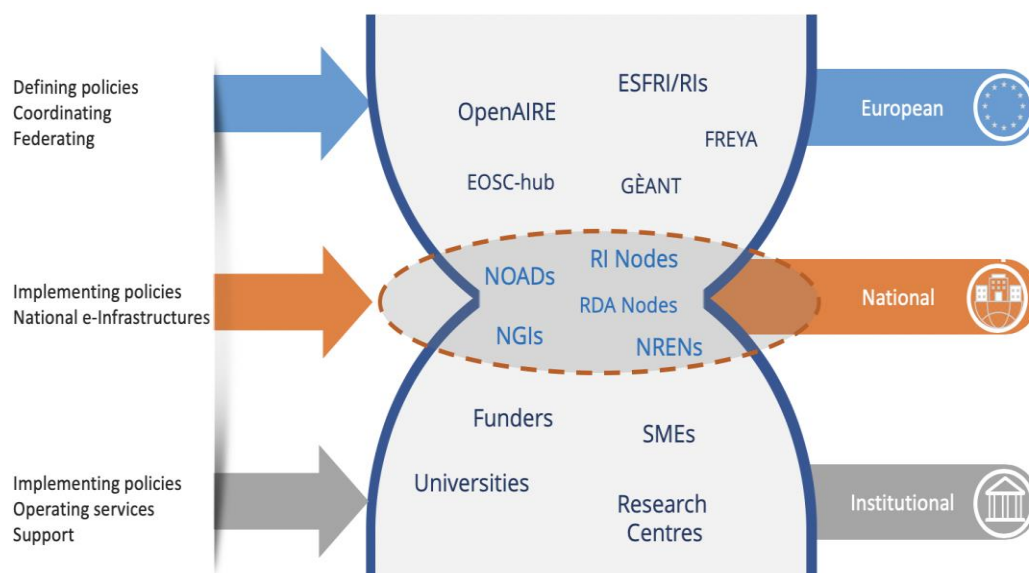 Defining policies
Coordinating
Federating
OpenAIRE
ESFRI/RIs
FREYA
EOSC-hub
GÈANT
European
Implementing policies
National e-Infrastructures
NOADs
RI Nodes
RDA Nodes
NGIs
NRENs
National
Implementing policies
Operating services
Support
Funders
SMEs
Universities
Research
Centres
Institutional